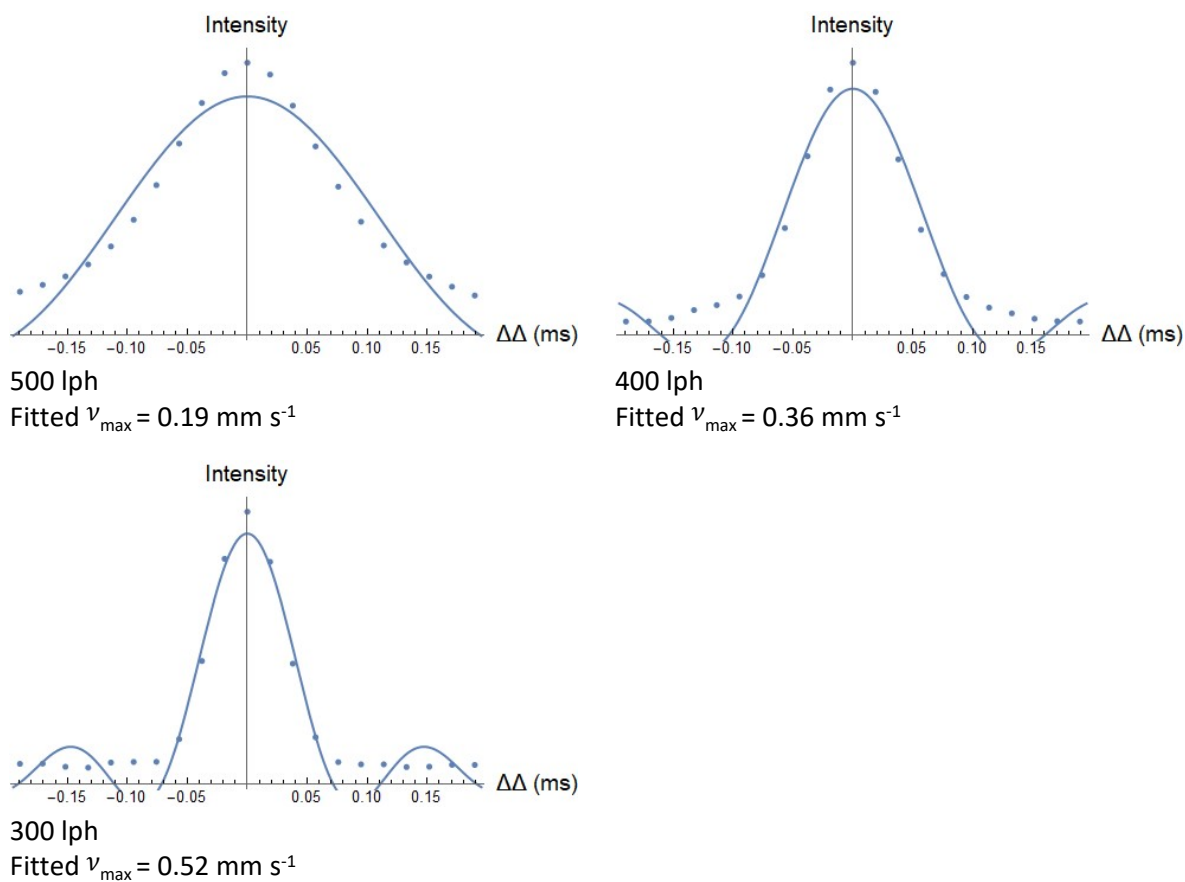 Intensity
−0.15 −0.10 −0.05 0.05 0.10 0.15 ΔΔ (ms)
500 lph
Fitted 𝜈max = 0.19 mm s-1
Intensity
−0.15 −0.10 −0.05 0.05 0.10 0.15 ΔΔ (ms)
400 lph
Fitted 𝜈max = 0.36 mm s-1
Intensity
−0.15 −0.10 −0.05 0.05 0.10 0.15 ΔΔ (ms)
300 lph
Fitted 𝜈max = 0.52 mm s-1